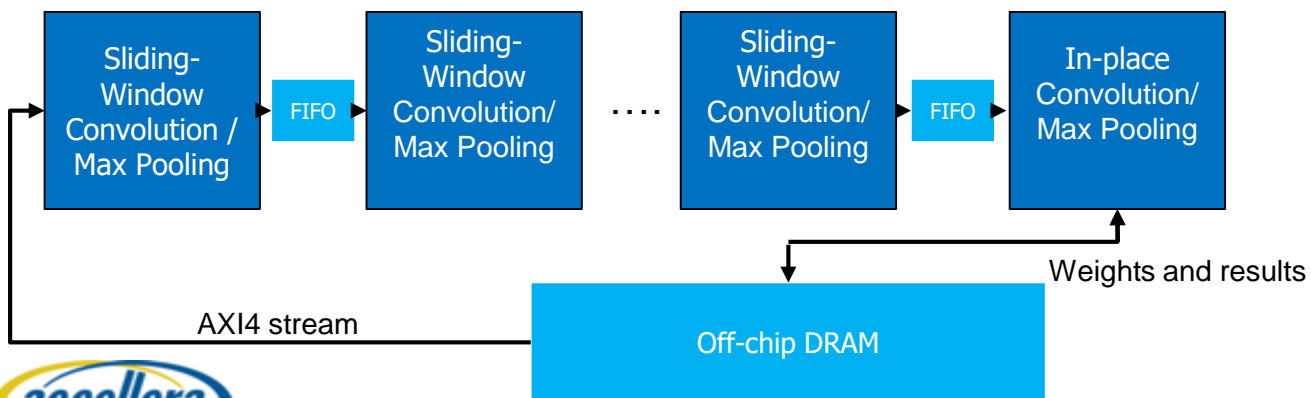 Sliding-
Window
Convolution /
Max Pooling
FIFO
Sliding-
Window
Convolution/
Max Pooling
....
Sliding-
Window
Convolution/
Max Pooling
FIFO
In-place
Convolution/
Max Pooling
Weights and results
AXI4 stream
Off-chip DRAM
accellera